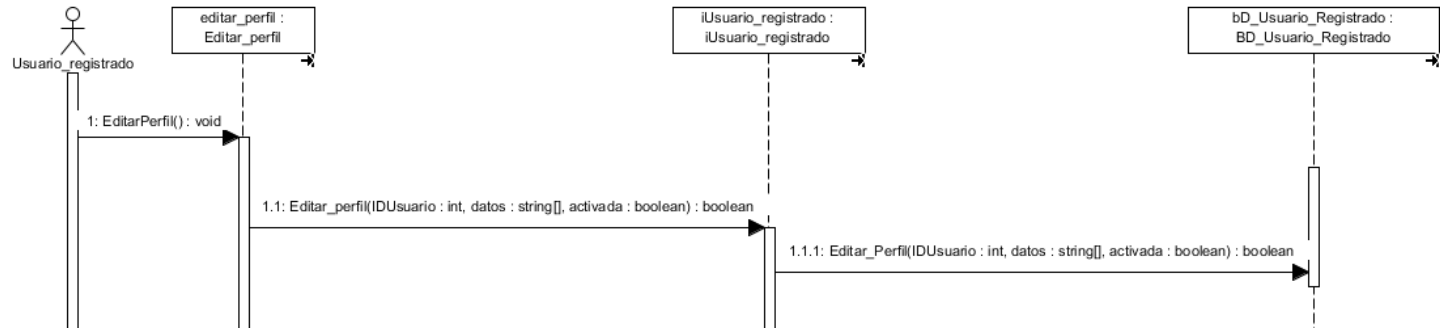 editar_perfil :
Editar_perfil
iUsuario_registrado :
iUsuario_registrado
bD_Usuario_Registrado :
BD_Usuario_Registrado
Usuario_registrado
1: EditarPerfil() : void
1.1: Editar_perfil(IDUsuario : int, datos : string[], activada : boolean) : boolean
1.1.1: Editar_Perfil(IDUsuario : int, datos : string[], activada : boolean) : boolean